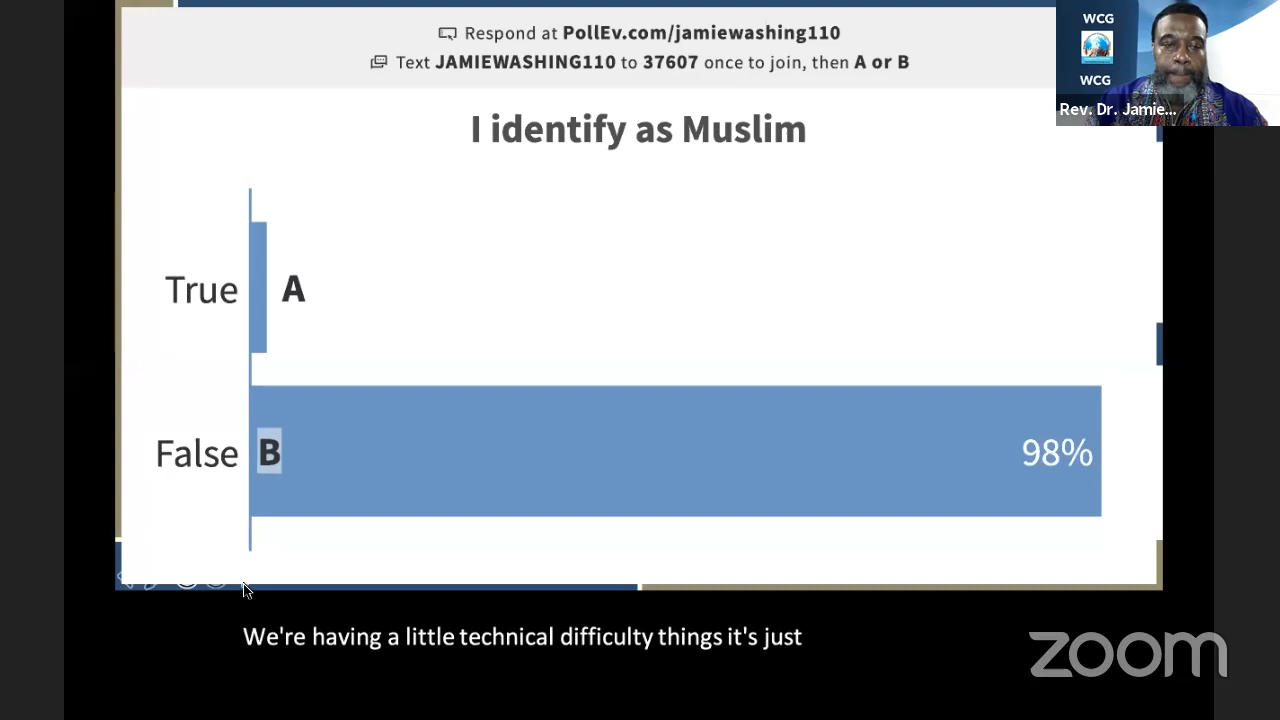 Respond at PollEv.com/jamiewashing110
Text JAMIEWASHING110 to 37607 once to join, then A or B
I identify as Muslim
True A
False B 98%
WCG
WCG
Rev. Dr. Jamie...
We're having a little technical difficulty things it's just
zoom